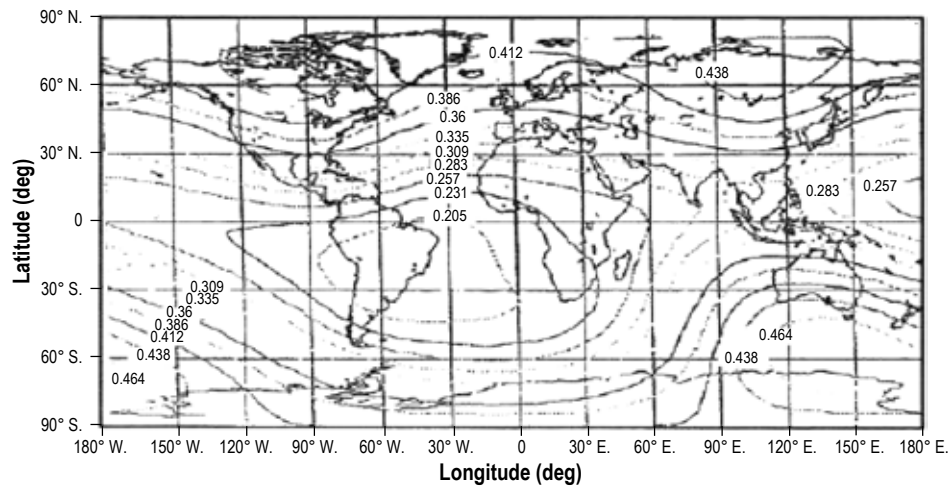 90° N.
60° N.
30° N.
0
30° S.
60° S.
90° S.
Latitude (deg)
0.412
0.438
0.386
0.36
0.335
0.309
0.283
0.257
0.231
0.205
0.283
0.257
0.309
0.335
0.36
0.386
0.412
0.438
0.464
0.464
0.438
180° W.
150° W.
120° W.
90° W.
60° W.
30° W.
0
30° E.
60° E.
90° E.
120° E.
150° E.
180° E.
Longitude (deg)